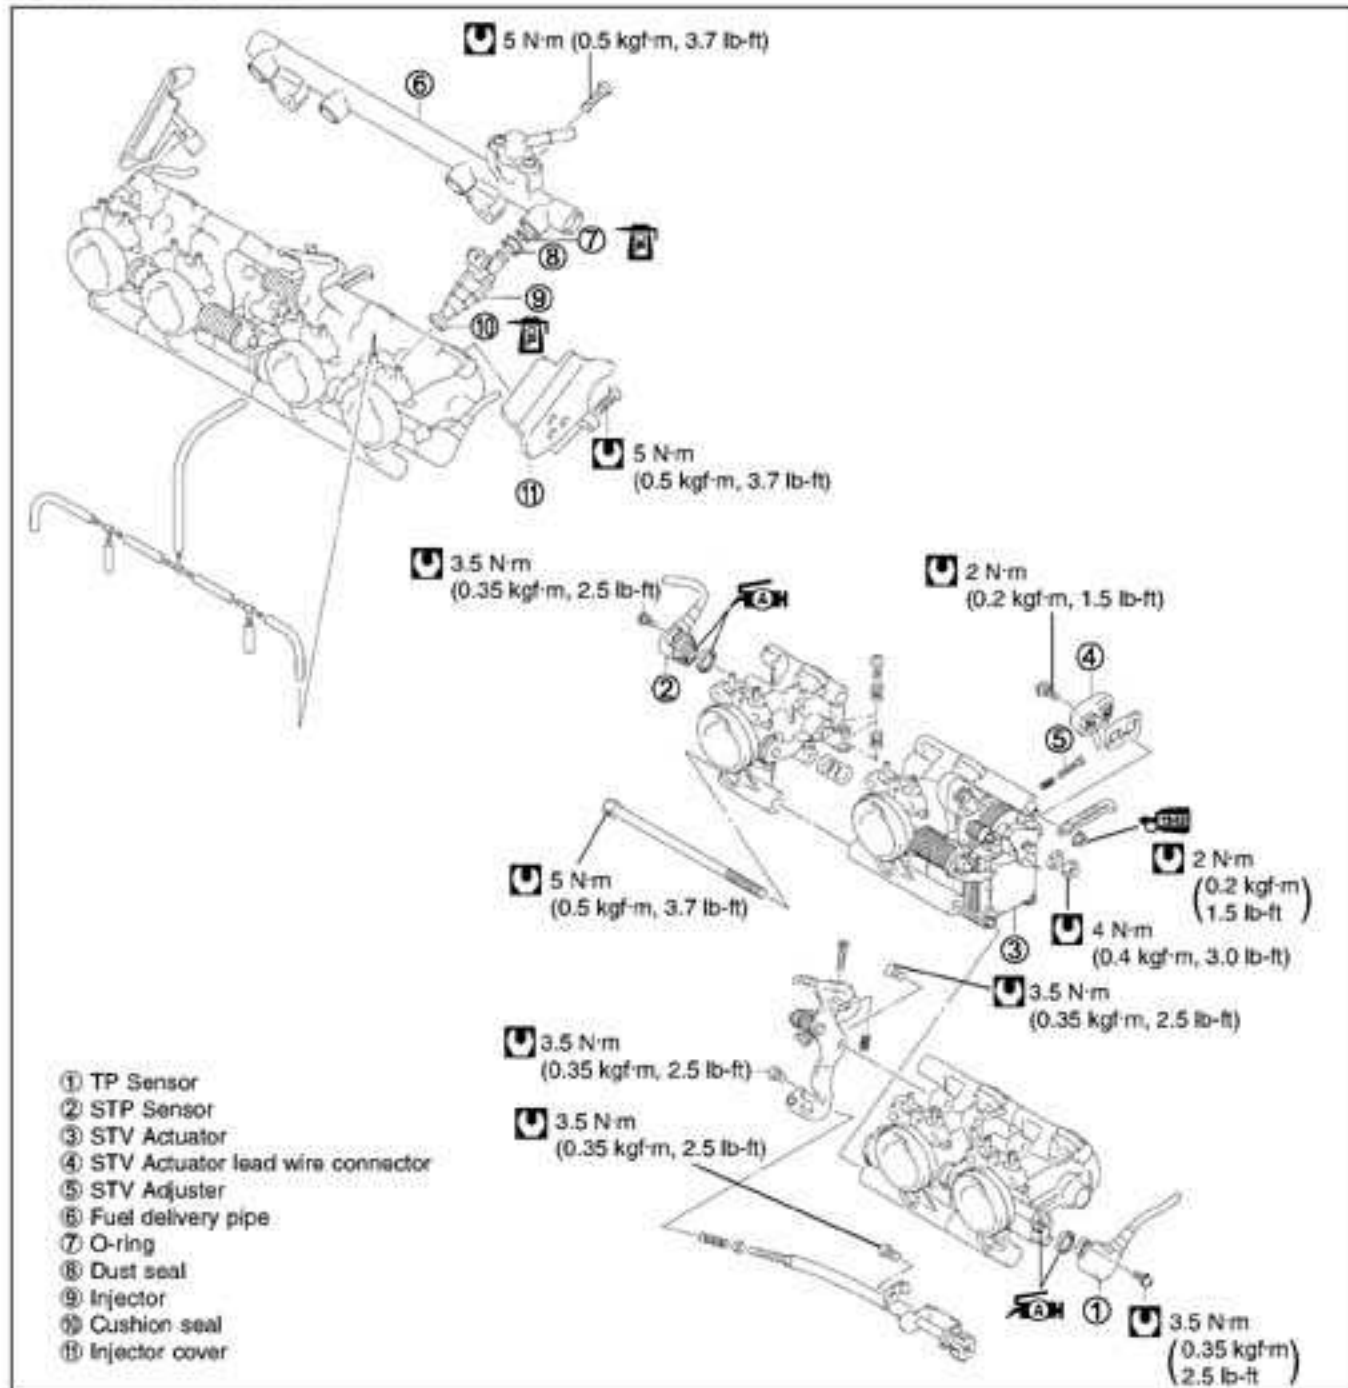 5 N·m (0.5 kgf·m, 3.7 lb-ft)
⑥
⑦
⑧
⑨
⑩
5 N·m
(0.5 kgf·m, 3.7 lb-ft)
⑪
3.5 N·m
(0.35 kgf·m, 2.5 lb-ft)
A
②
2 N·m
(0.2 kgf·m, 1.5 lb-ft)
④
⑤
2 N·m
(0.2 kgf·m
1.5 lb-ft)
5 N·m
(0.5 kgf·m, 3.7 lb-ft)
③
4 N·m
(0.4 kgf·m, 3.0 lb-ft)
3.5 N·m
(0.35 kgf·m, 2.5 lb-ft)
3.5 N·m
(0.35 kgf·m, 2.5 lb-ft)
3.5 N·m
(0.35 kgf·m, 2.5 lb-ft)
A
①
3.5 N·m
(0.35 kgf·m
2.5 lb-ft)
① TP Sensor
② STP Sensor
③ STV Actuator
④ STV Actuator lead wire connector
⑤ STV Adjuster
⑥ Fuel delivery pipe
⑦ O-ring
⑧ Dust seal
⑨ Injector
⑩ Cushion seal
⑪ Injector cover